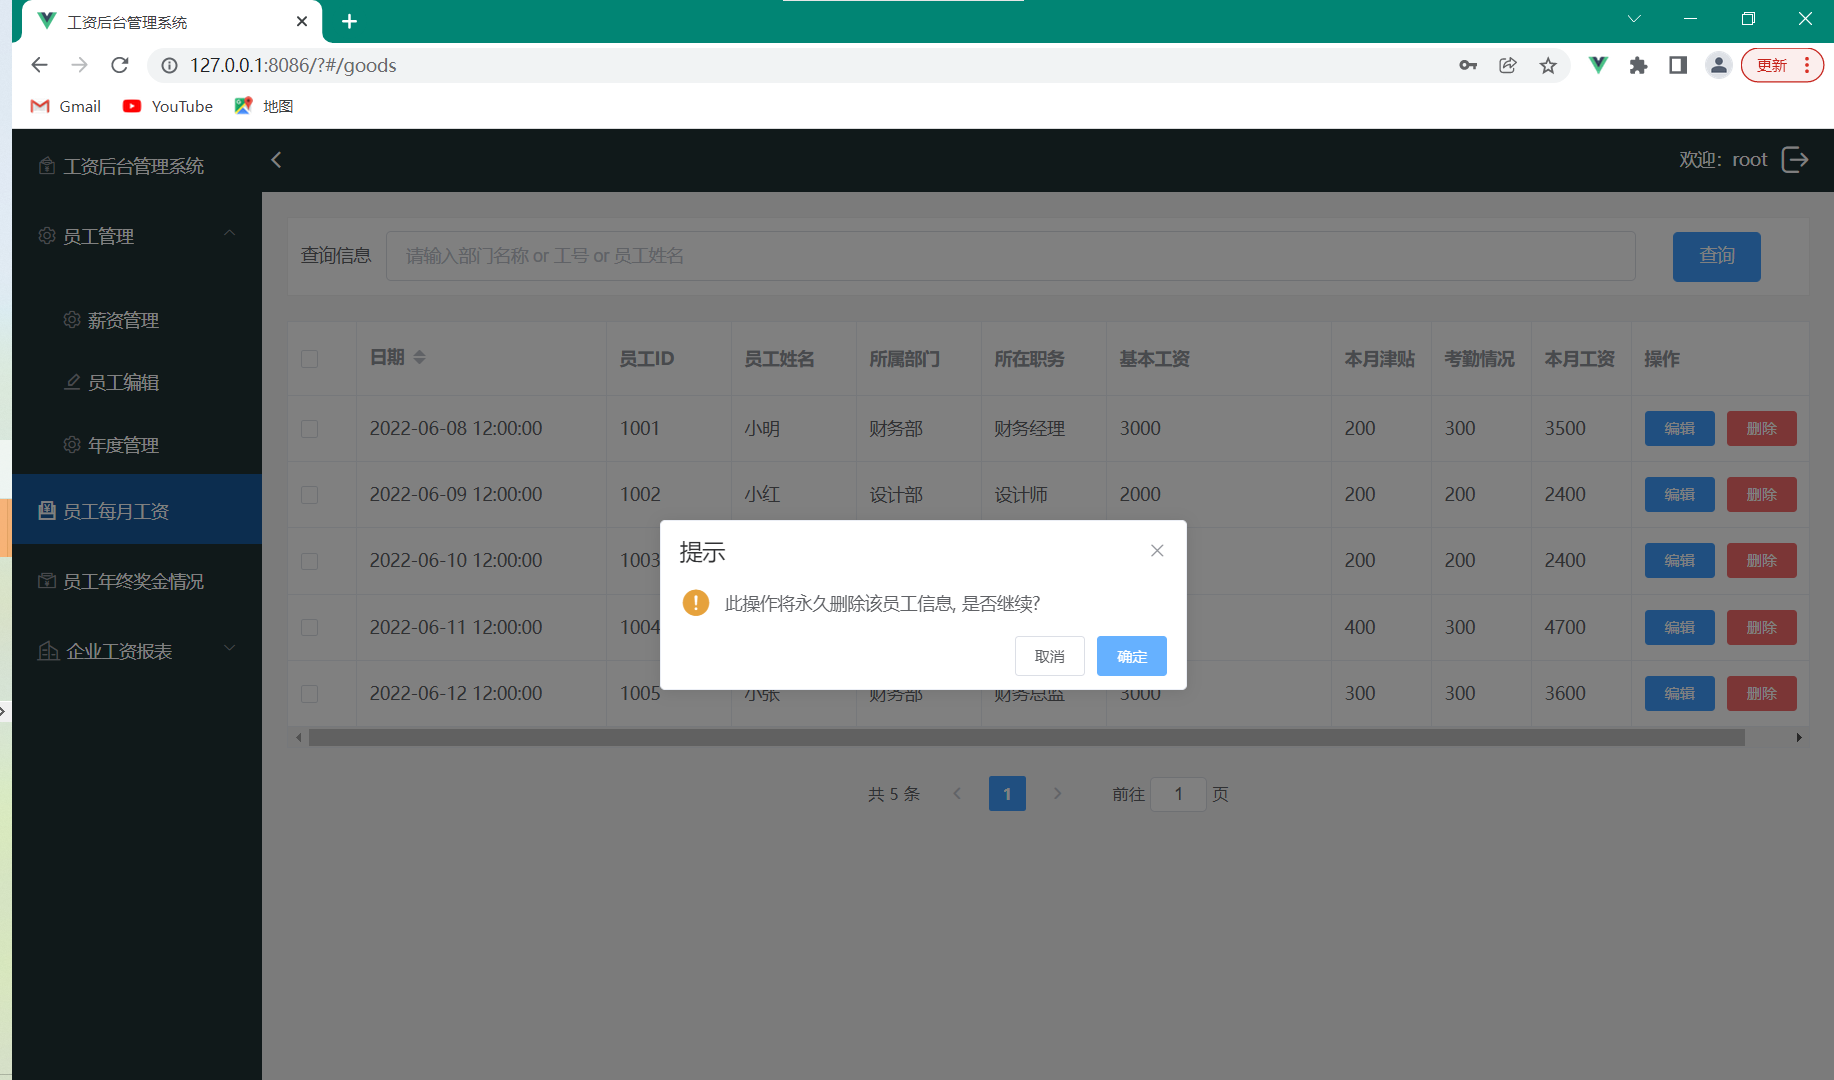 工资后台管理系统
127.0.0.1:8086/?#/goods
更新
Gmail YouTube 地图
工资后台管理系统
欢迎：root
员工管理
薪资管理
员工编辑
年度管理
员工每月工资
员工年终奖金情况
企业工资报表
查询信息 请输入部门名称 or 工号 or 员工姓名 查询
日期 员工ID 员工姓名 所属部门 所在职务 基本工资 本月津贴 考勤情况 本月工资 操作
2022-06-08 12:00:00 1001 小明 财务部 财务经理 3000 200 300 3500 编辑 删除
2022-06-09 12:00:00 1002 小红 设计部 设计师 2000 200 200 2400 编辑 删除
2022-06-10 12:00:00 1003 200 200 2400 编辑 删除
2022-06-11 12:00:00 1004 400 300 4700 编辑 删除
2022-06-12 12:00:00 1005 小张 财务部 财务总监 3000 300 300 3600 编辑 删除
提示
此操作将永久删除该员工信息, 是否继续?
取消 确定
共 5 条 1 前往 1 页